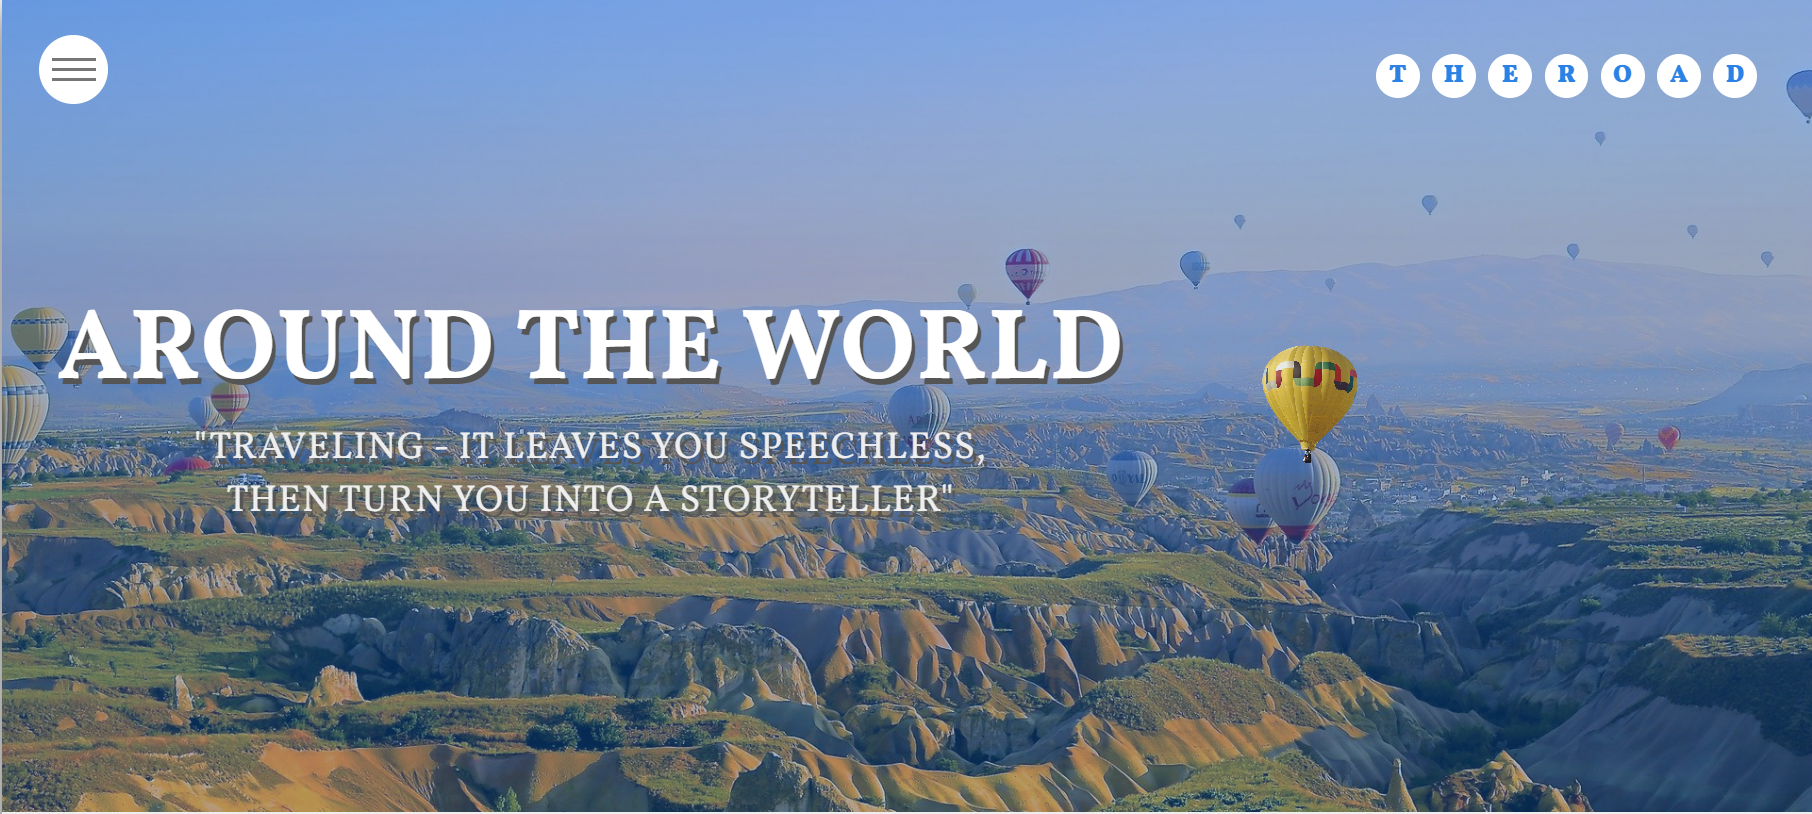 T H E R O A D
AROUND THE WORLD
"TRAVELING - IT LEAVES YOU SPEECHLESS,
THEN TURN YOU INTO A STORYTELLER"